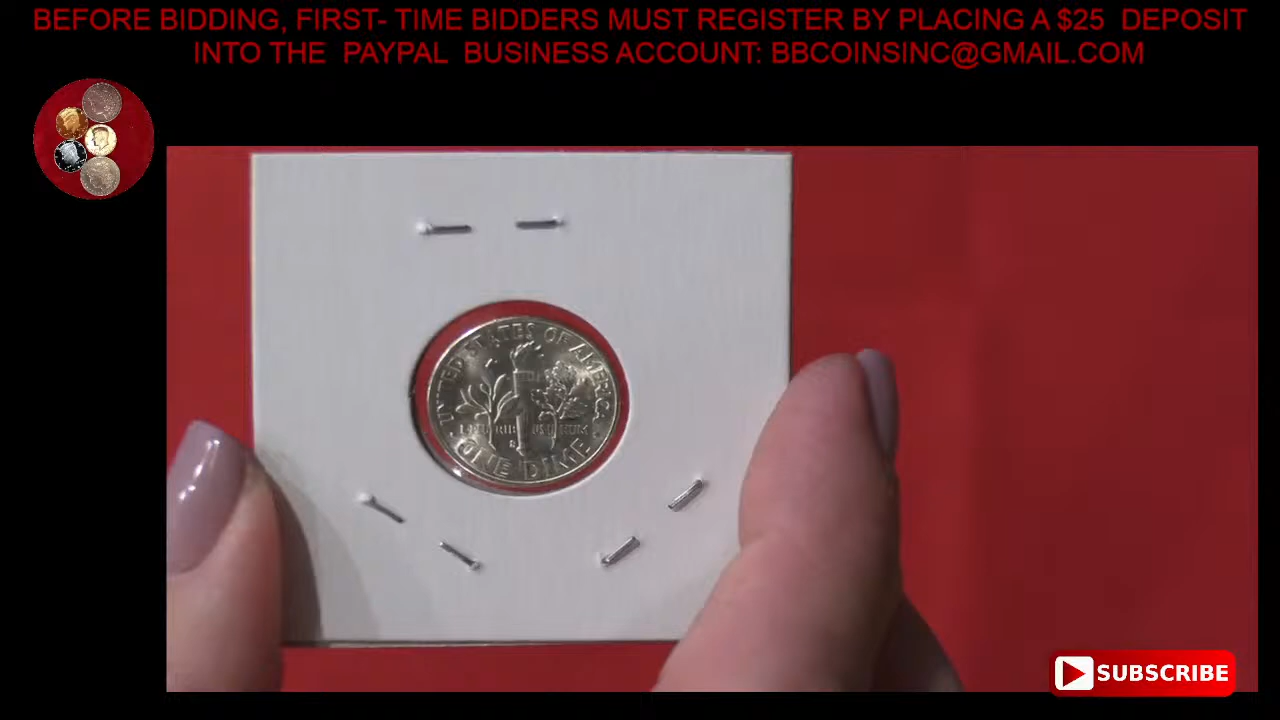 BEFORE BIDDING, FIRST- TIME BIDDERS MUST REGISTER BY PLACING A $25 DEPOSIT
INTO THE PAYPAL BUSINESS ACCOUNT: BBCOINSINC@GMAIL.COM
UNITED STATES OF AMERICA
ONE DIME
SUBSCRIBE